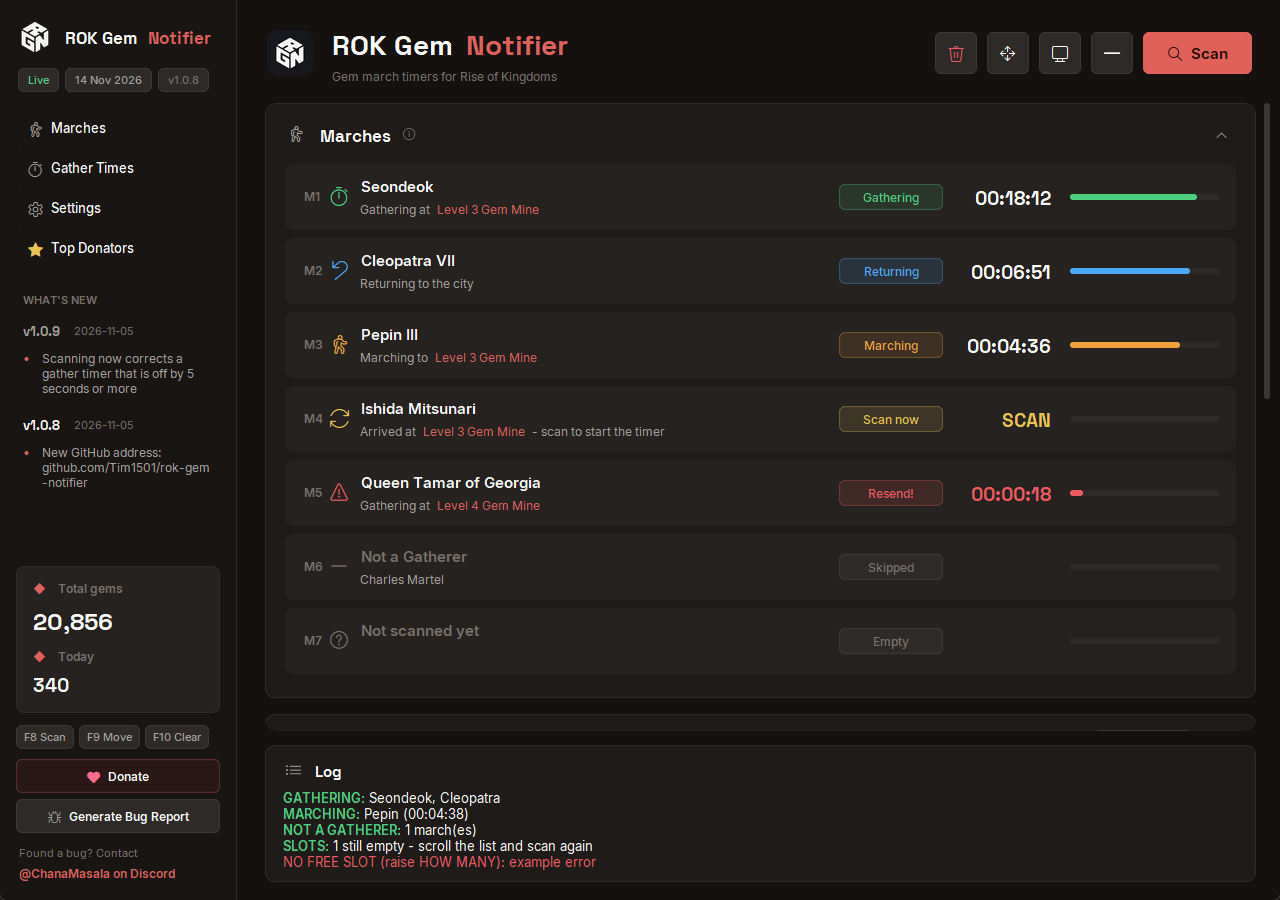 ROK Gem Notifier
Live
14 Nov 2026
v1.0.8
Marches
Gather Times
Settings
Top Donators
WHAT'S NEW
v1.0.9 2026-11-05
• Scanning now corrects a
gather timer that is off by 5
seconds or more
v1.0.8 2026-11-05
• New GitHub address:
github.com/Tim1501/rok-gem
-notifier
Total gems
20,856
Today
340
F8 Scan
F9 Move
F10 Clear
Donate
Generate Bug Report
Found a bug? Contact
@ChanaMasala on Discord
ROK Gem Notifier
Gem march timers for Rise of Kingdoms
Scan
Marches
M1 Seondeok
Gathering at Level 3 Gem Mine
Gathering 00:18:12
M2 Cleopatra VII
Returning to the city
Returning 00:06:51
M3 Pepin III
Marching to Level 3 Gem Mine
Marching 00:04:36
M4 Ishida Mitsunari
Arrived at Level 3 Gem Mine - scan to start the timer
Scan now SCAN
M5 Queen Tamar of Georgia
Gathering at Level 4 Gem Mine
Resend! 00:00:18
M6 Not a Gatherer
Charles Martel
Skipped
M7 Not scanned yet
Empty
Log
GATHERING: Seondeok, Cleopatra
MARCHING: Pepin (00:04:38)
NOT A GATHERER: 1 march(es)
SLOTS: 1 still empty - scroll the list and scan again
NO FREE SLOT (raise HOW MANY): example error